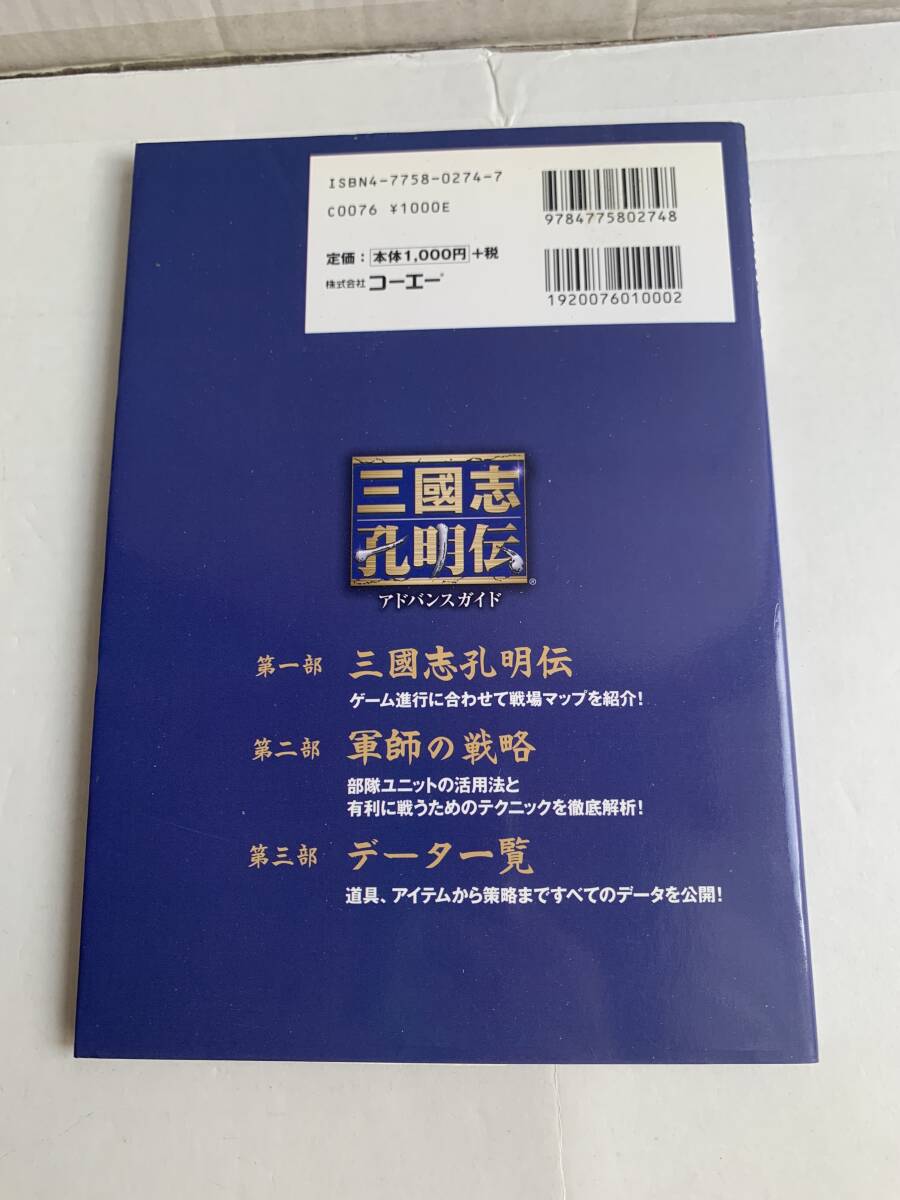 ISBN4-7758-0274-7
C0076 ¥1000E
9784775802748
定価：本体1,000円+税
株式会社 コーエー®
1920076010002
三國志
孔明伝®
アドバンスガイド
第一部 三國志孔明伝
ゲーム進行に合わせて戦場マップを紹介!
第二部 軍師の戦略
部隊ユニットの活用法と
有利に戦うためのテクニックを徹底解析!
第三部 データ一覧
道具、アイテムから策略まですべてのデータを公開!